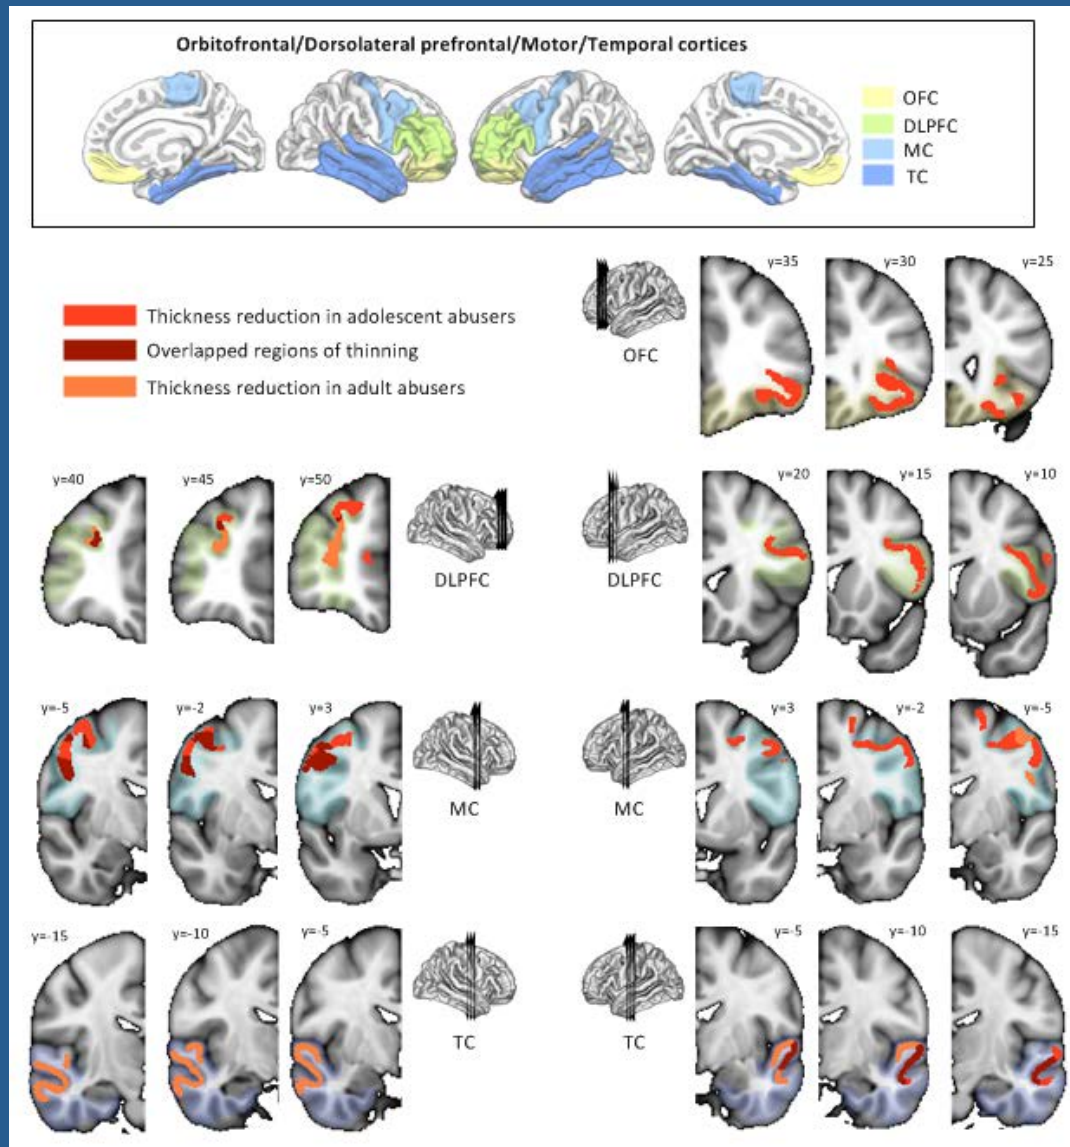 Orbitofrontal/Dorsolateral prefrontal/Motor/Temporal cortices
OFC
DLPFC
MC
TC
y=35
y=30
y=25
Thickness reduction in adolescent abusers
Overlapped regions of thinning
Thickness reduction in adult abusers
OFC
y=40
y=45
y=50
y=20
y=15
y=10
DLPFC
DLPFC
y=-5
y=-2
y=3
y=3
y=-2
y=-5
MC
MC
y=-15
y=-10
y=-5
y=-5
y=-10
y=-15
TC
TC